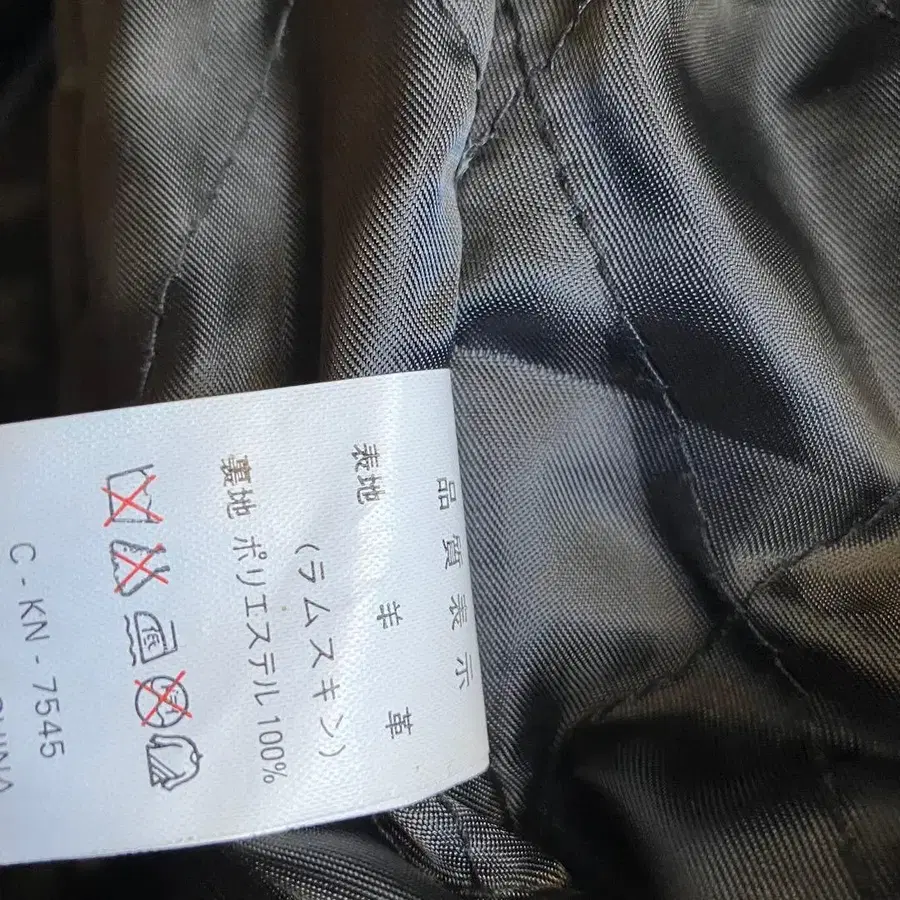 品質表示
表地 羊革
(ラムスキン)
裏地 ポリエステル100%
C-KN-7545